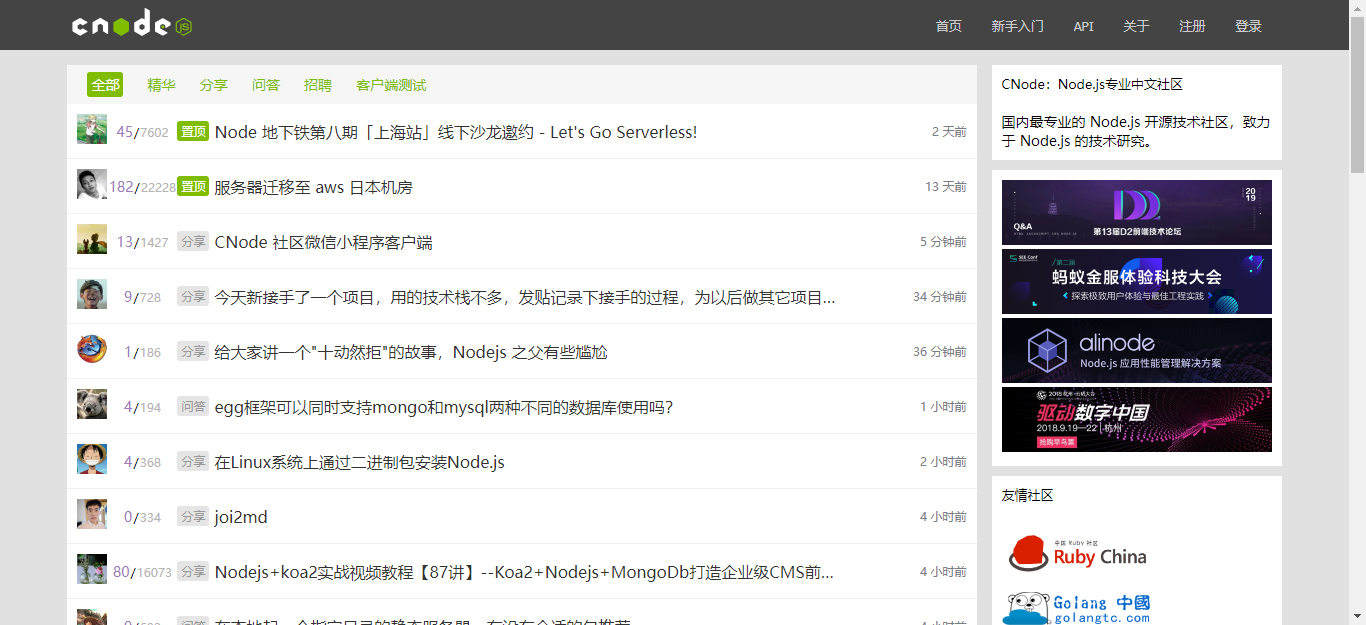 cnode JS
首页 新手入门 API 关于 注册 登录
全部 精华 分享 问答 招聘 客户端测试
45/7602 置顶 Node 地下铁第八期「上海站」线下沙龙邀约 - Let's Go Serverless! 2 天前
182/22228 置顶 服务器迁移至 aws 日本机房 13 天前
13/1427 分享 CNode 社区微信小程序客户端 5 分钟前
9/728 分享 今天新接手了一个项目，用的技术栈不多，发贴记录下接手的过程，为以后做其它项目... 34 分钟前
1/186 分享 给大家讲一个"十动然拒"的故事，Nodejs 之父有些尴尬 36 分钟前
4/194 问答 egg框架可以同时支持mongo和mysql两种不同的数据库使用吗? 1 小时前
4/368 分享 在Linux系统上通过二进制包安装Node.js 2 小时前
0/334 分享 joi2md 4 小时前
80/16073 分享 Nodejs+koa2实战视频教程【87讲】--Koa2+Nodejs+MongoDb打造企业级CMS前... 4 小时前
CNode：Node.js专业中文社区
国内最专业的 Node.js 开源技术社区，致力
于 Node.js 的技术研究。
2019
Q&A
第13届D2前端技术论坛
SEE Conf /第二届
蚂蚁金服体验科技大会
探索极致用户体验与最佳工程实践
alinode
Node.js 应用性能管理解决方案
2018 杭州·云栖大会
驱动数字中国
2018.9.19—22 | 杭州
抢购早鸟票
友情社区
中国 Ruby 社区
Ruby China
Golang 中國
golangtc.com